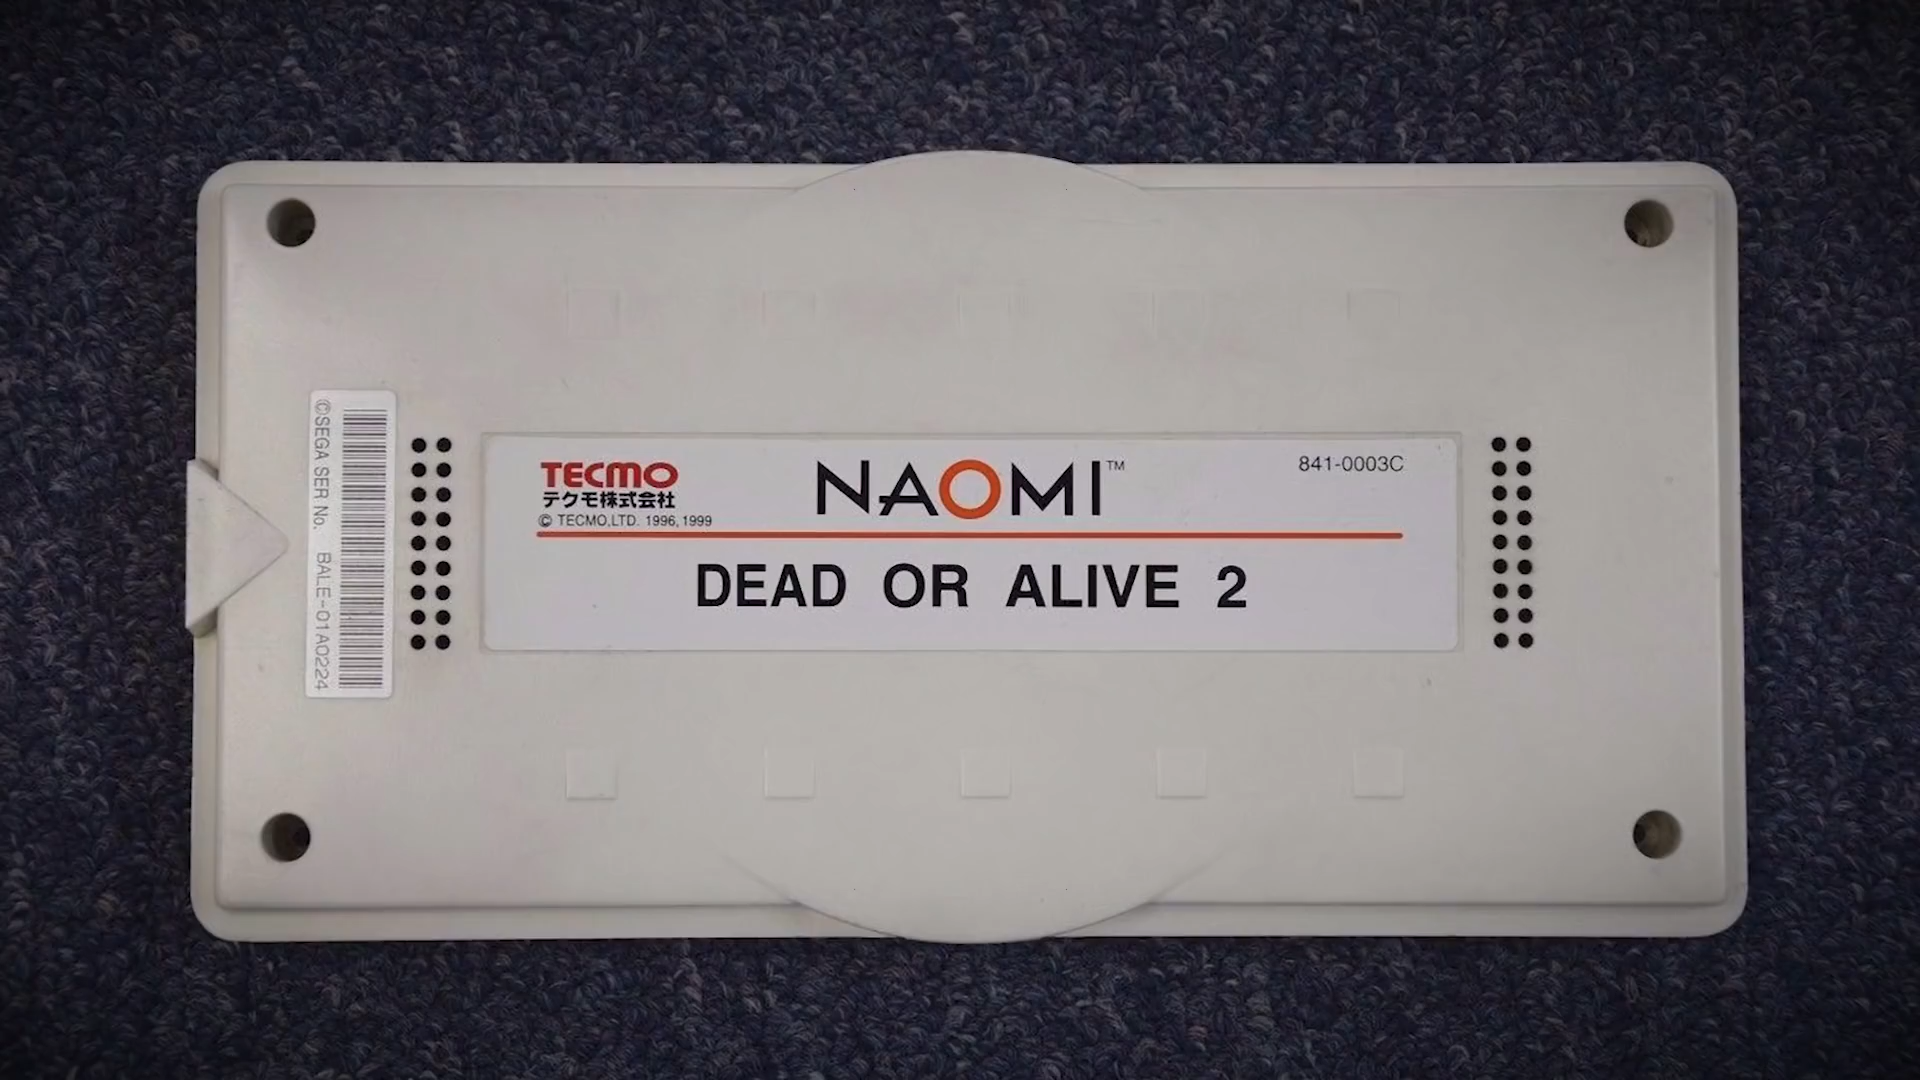 ©SEGA SER No. BALE-01A0224
TECMO
テクモ株式会社
© TECMO,LTD. 1996,1999
NAOMI™
841-0003C
DEAD OR ALIVE 2